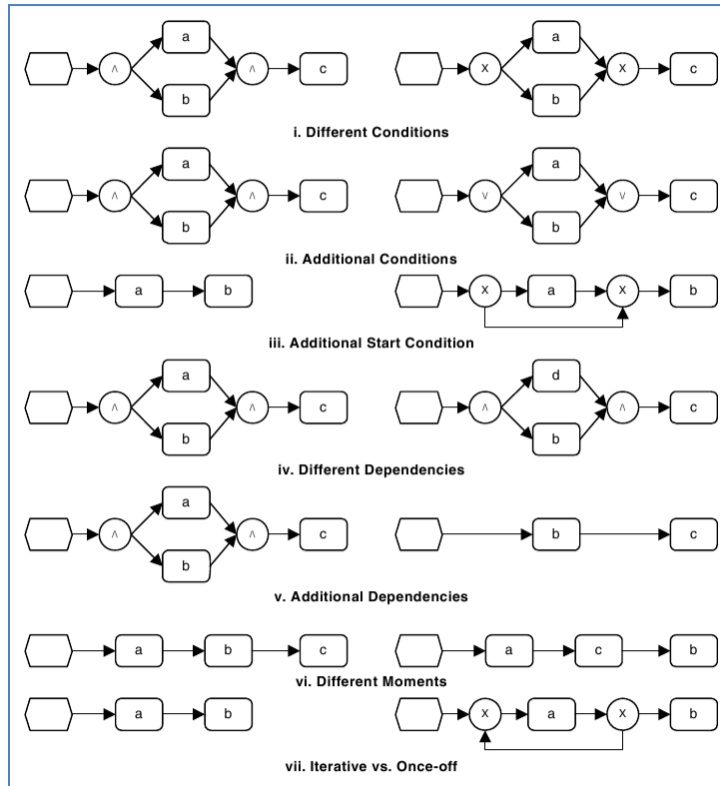 a a
∧ ∧ c X X c
b b
i. Different Conditions
a a
∧ ∧ c ∨ ∨ c
b b
ii. Additional Conditions
a b X a X b
iii. Additional Start Condition
a d
∧ ∧ c ∧ ∧ c
b b
iv. Different Dependencies
a
∧ ∧ c b c
b
v. Additional Dependencies
a b c a c b
vi. Different Moments
a b X a X b
vii. Iterative vs. Once-off